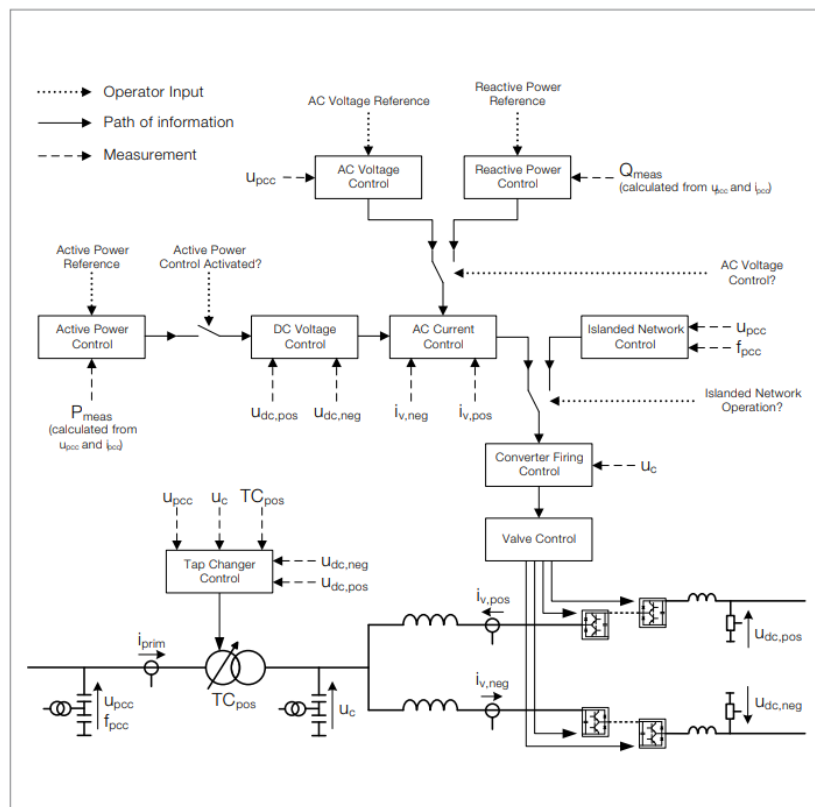 Operator Input
Path of information
Measurement
AC Voltage Reference
Reactive Power
Reference
u_pcc
AC Voltage
Control
Reactive Power
Control
Q_meas
(calculated from u_pcc and i_pcc)
Active Power
Reference
Active Power
Control Activated?
AC Voltage
Control?
Active Power
Control
DC Voltage
Control
AC Current
Control
Islanded Network
Control
u_pcc
f_pcc
P_meas
(calculated from
u_pcc and i_pcc)
u_dc,pos
u_dc,neg
i_v,neg
i_v,pos
Islanded Network
Operation?
Converter Firing
Control
u_c
u_pcc
u_c
TC_pos
Valve Control
Tap Changer
Control
u_dc,neg
u_dc,pos
i_v,pos
u_dc,pos
i_prim
TC_pos
i_v,neg
u_pcc
f_pcc
u_c
u_dc,neg